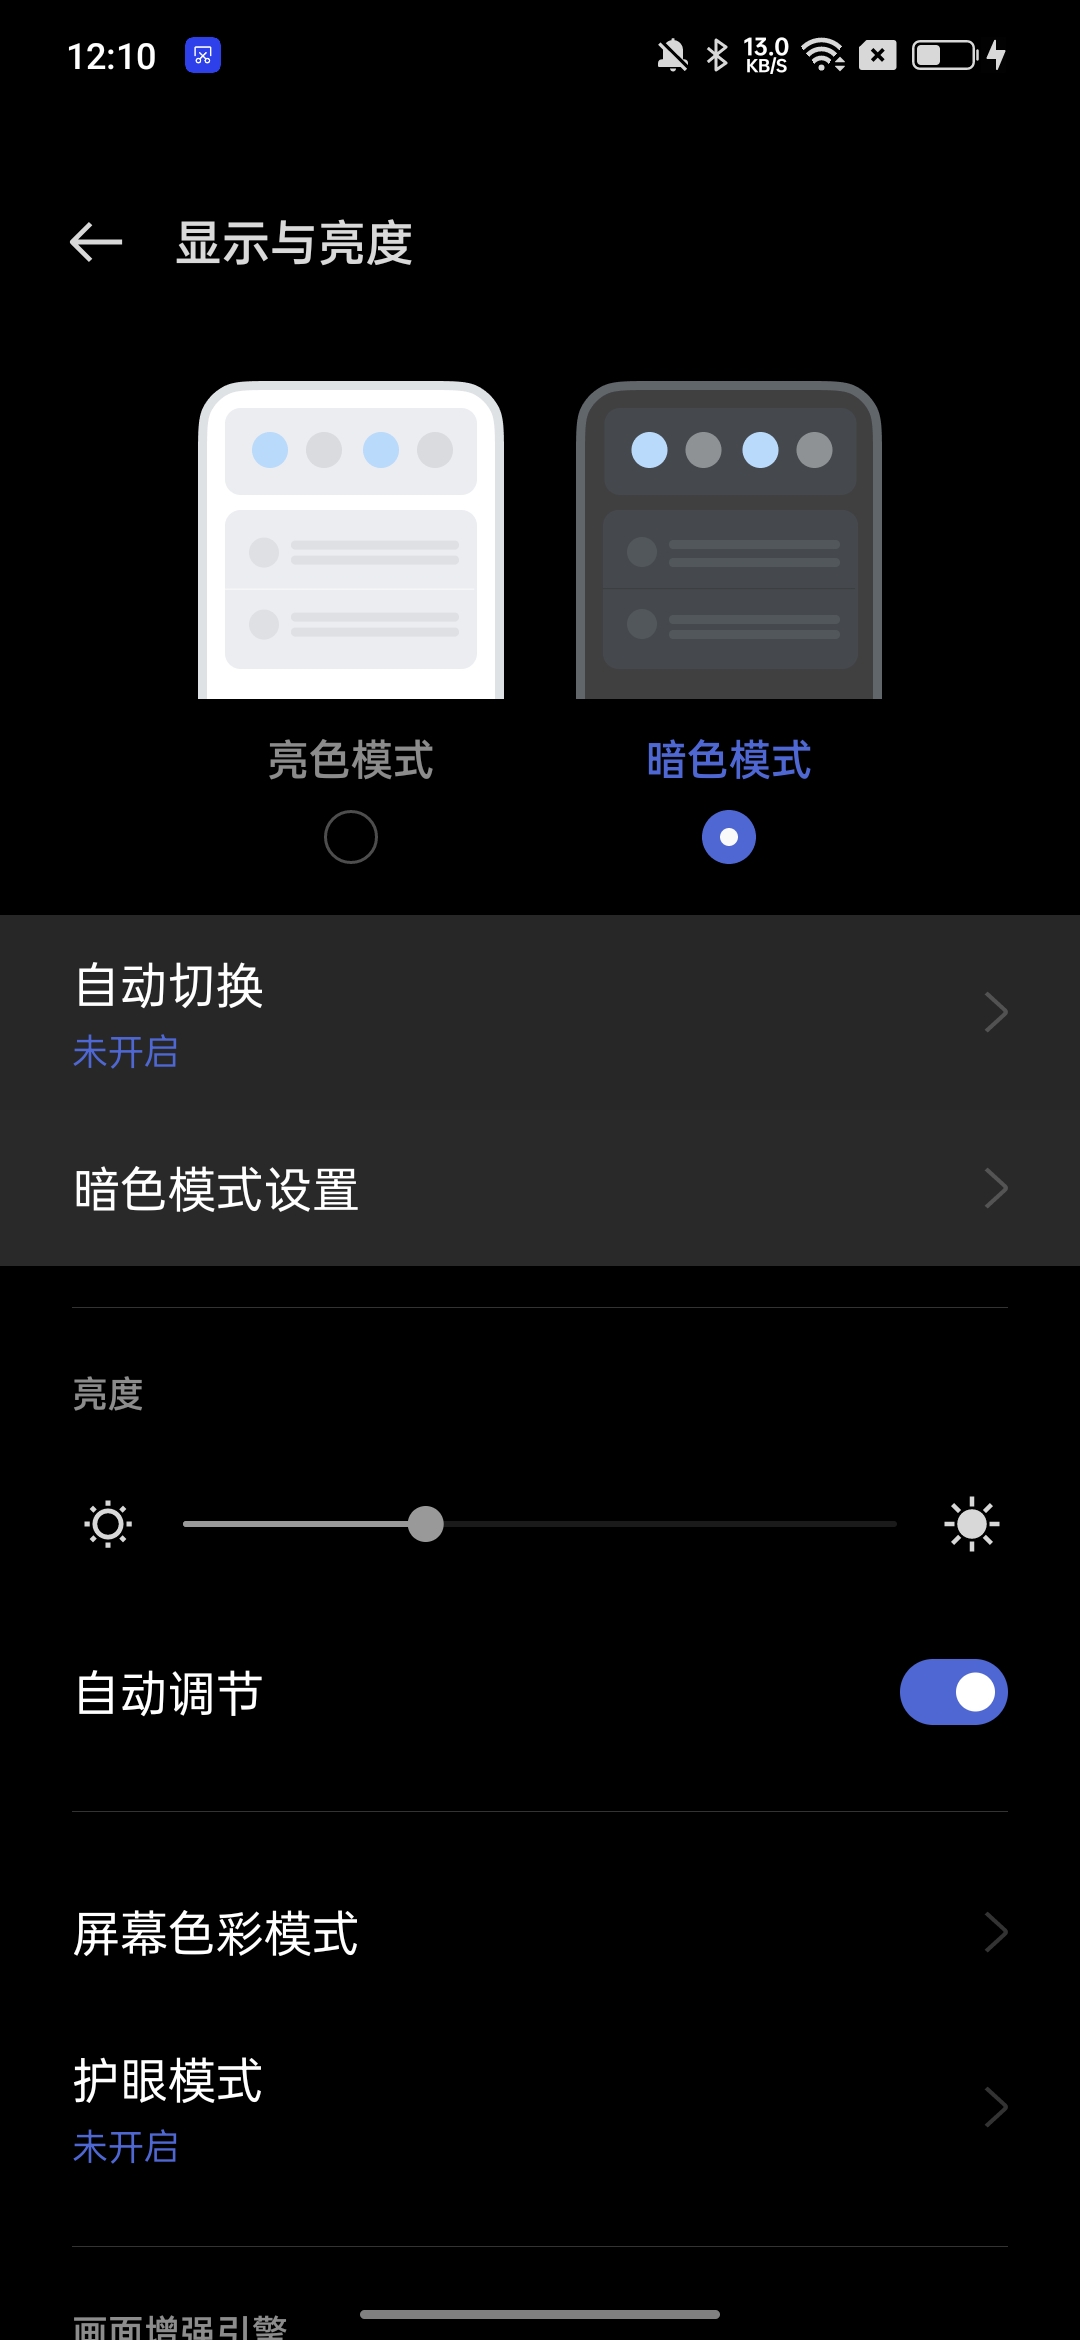 12:10
13.0
KB/S
显示与亮度
亮色模式
暗色模式
自动切换
未开启
暗色模式设置
亮度
自动调节
屏幕色彩模式
护眼模式
未开启
画面增强引擎